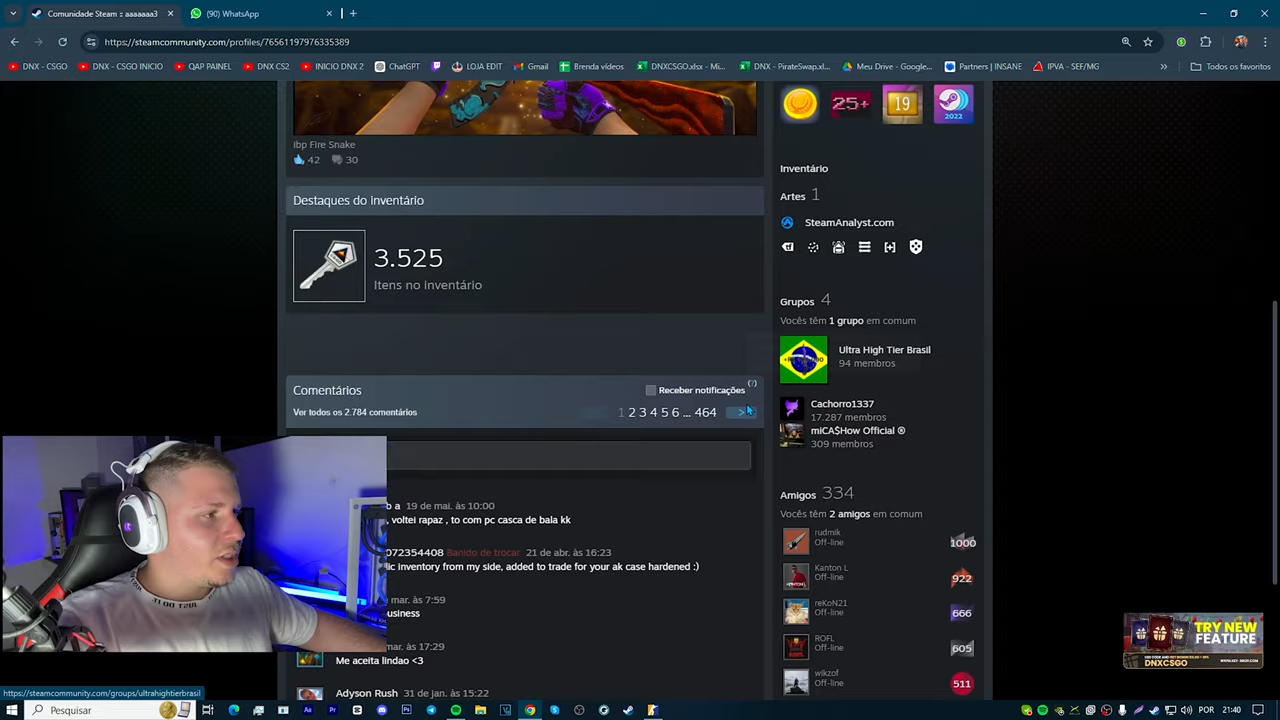 Comunidade Steam :: aaaaaaa3
(90) WhatsApp
https://steamcommunity.com/profiles/76561197976335389
DNX - CSGO
DNX - CSGO INICIO
QAP PAINEL
DNX CS2
INICIO DNX 2
ChatGPT
LOJA EDIT
Gmail
Brenda vídeos
DNXCSGO.xlsx - Mi...
DNX - PirateSwap.xl...
Meu Drive - Google...
Partners | INSANE
IPVA - SEF/MG
Todos os favoritos
25+
19
2022
ibp Fire Snake
42
30
Destaques do inventário
3.525
Itens no inventário
Comentários
Receber notificações
(?)
Ver todos os 2.784 comentários
1 2 3 4 5 6 ... 464
>
b a 19 de mai. às 10:00
, voltei rapaz , to com pc casca de bala kk
072354408 Banido de trocar 21 de abr. às 16:23
ic inventory from my side, added to trade for your ak case hardened :)
mar. às 7:59
usiness
mar. às 17:29
Me aceita lindao <3
Adyson Rush 31 de jan. às 15:22
Inventário
Artes 1
SteamAnalyst.com
Grupos 4
Vocês têm 1 grupo em comum
Ultra High Tier Brasil
94 membros
Cachorro1337
17.287 membros
miCA$How Official ®
309 membros
Amigos 334
Vocês têm 2 amigos em comum
rudmik
Off-line
1000
Kanton L
Off-line
922
reKoN21
Off-line
666
ROFL
Off-line
605
wikzof
Off-line
511
TRY NEW
FEATURE
DNXCSGO
https://steamcommunity.com/groups/ultrahightierbrasil
Pesquisar
POR
21:40